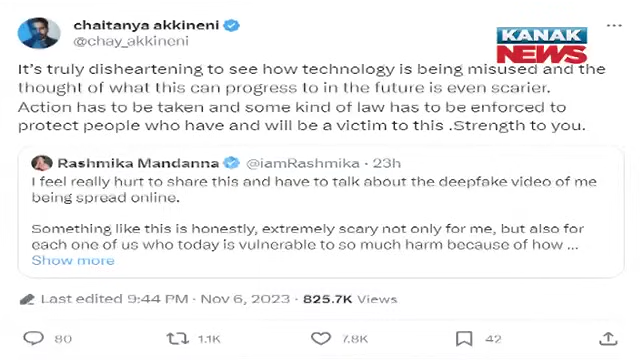 chaitanya akkineni
@chay_akkineni
KANAK
NEWS
It's truly disheartening to see how technology is being misused and the
thought of what this can progress to in the future is even scarier.
Action has to be taken and some kind of law has to be enforced to
protect people who have and will be a victim to this .Strength to you.
Rashmika Mandanna @iamRashmika · 23h
I feel really hurt to share this and have to talk about the deepfake video of me
being spread online.
Something like this is honestly, extremely scary not only for me, but also for
each one of us who today is vulnerable to so much harm because of how ...
Show more
Last edited 9:44 PM · Nov 6, 2023 · 825.7K Views
80 1.1K 7.8K 42